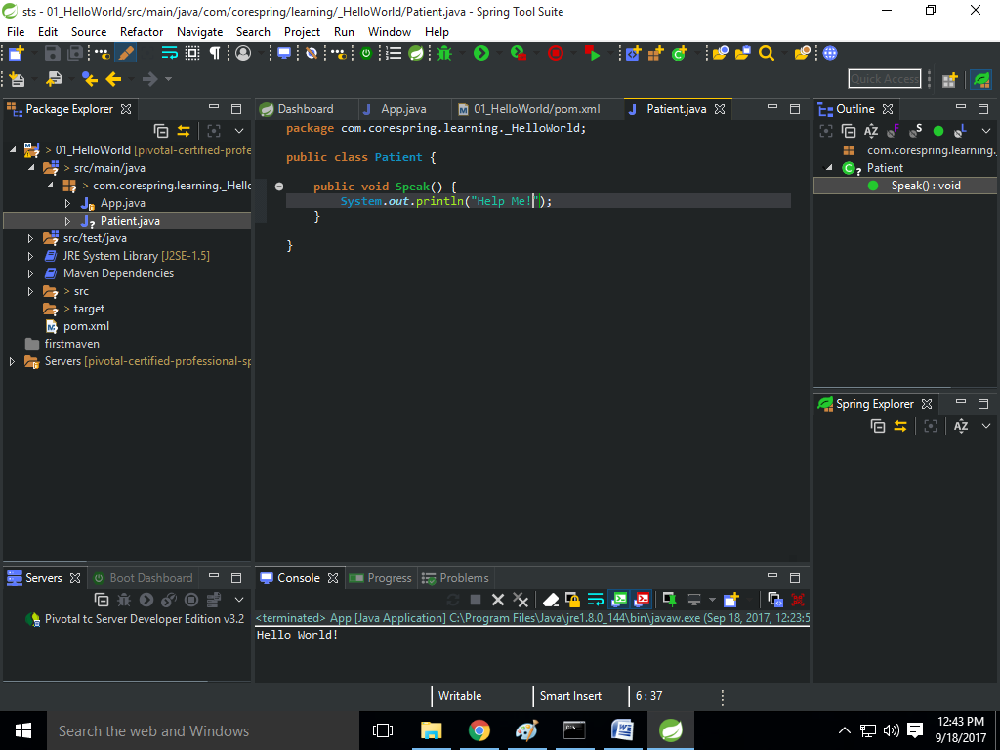 sts - 01_HelloWorld/src/main/java/com/corespring/learning/_HelloWorld/Patient.java - Spring Tool Suite
File Edit Source Refactor Navigate Search Project Run Window Help
Quick Access
Package Explorer
> 01_HelloWorld [pivotal-certified-profe
> src/main/java
> com.corespring.learning._Hello
App.java
Patient.java
src/test/java
JRE System Library [J2SE-1.5]
Maven Dependencies
> src
> target
pom.xml
firstmaven
Servers [pivotal-certified-professional-sp
Dashboard App.java 01_HelloWorld/pom.xml Patient.java
package com.corespring.learning._HelloWorld;
public class Patient {
public void Speak() {
System.out.println("Help Me!");
}
}
Outline
com.corespring.learning.
Patient
Speak() : void
Spring Explorer
Servers Boot Dashboard
Pivotal tc Server Developer Edition v3.2
Console Progress Problems
<terminated> App [Java Application] C:\Program Files\Java\jre1.8.0_144\bin\javaw.exe (Sep 18, 2017, 12:23:5
Hello World!
Writable Smart Insert 6 : 37
Search the web and Windows
12:43 PM
9/18/2017